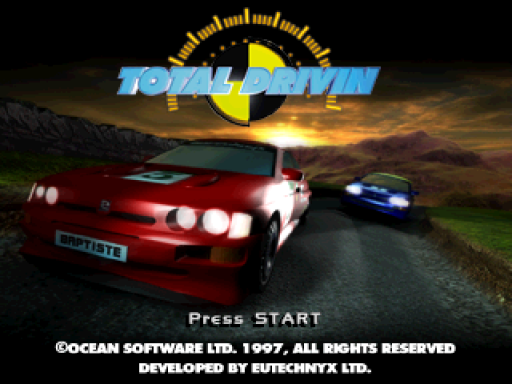 TOTAL DRIVIN
BAPTISTE
Press START
©OCEAN SOFTWARE LTD. 1997, ALL RIGHTS RESERVED
DEVELOPED BY EUTECHNYX LTD.